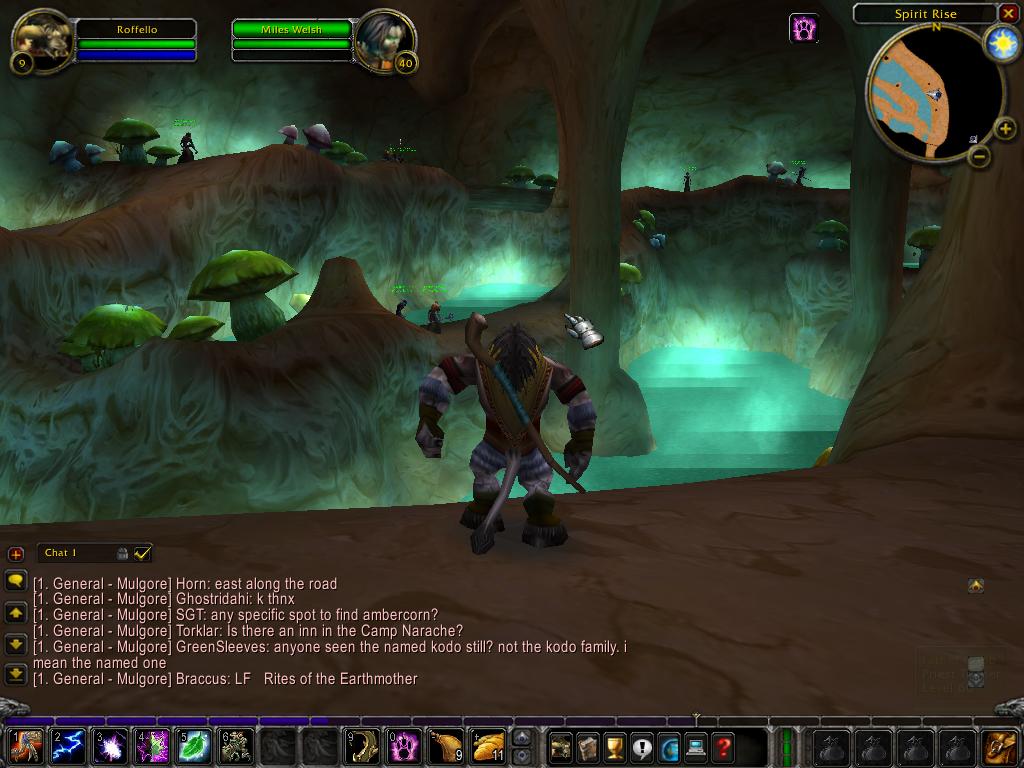 Roffello
9
Miles Welsh
40
Spirit Rise
N
Chat 1
[1. General - Mulgore] Horn: east along the road
[1. General - Mulgore] Ghostridahi: k thnx
[1. General - Mulgore] SGT: any specific spot to find ambercorn?
[1. General - Mulgore] Torklar: Is there an inn in the Camp Narache?
[1. General - Mulgore] GreenSleeves: anyone seen the named kodo still? not the kodo family. i
mean the named one
[1. General - Mulgore] Braccus: LF Rites of the Earthmother
1 2 3 4 5 6 9 0 9 11